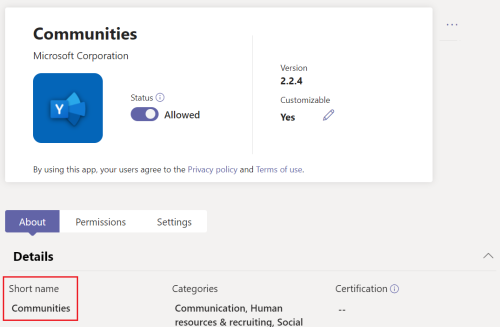 ...
Communities
Microsoft Corporation
Y
Status
Allowed
Version
2.2.4
Customizable
Yes
By using this app, your users agree to the Privacy policy and Terms of use.
About Permissions Settings
Details
Short name Categories Certification
Communities Communication, Human --
resources & recruiting, Social